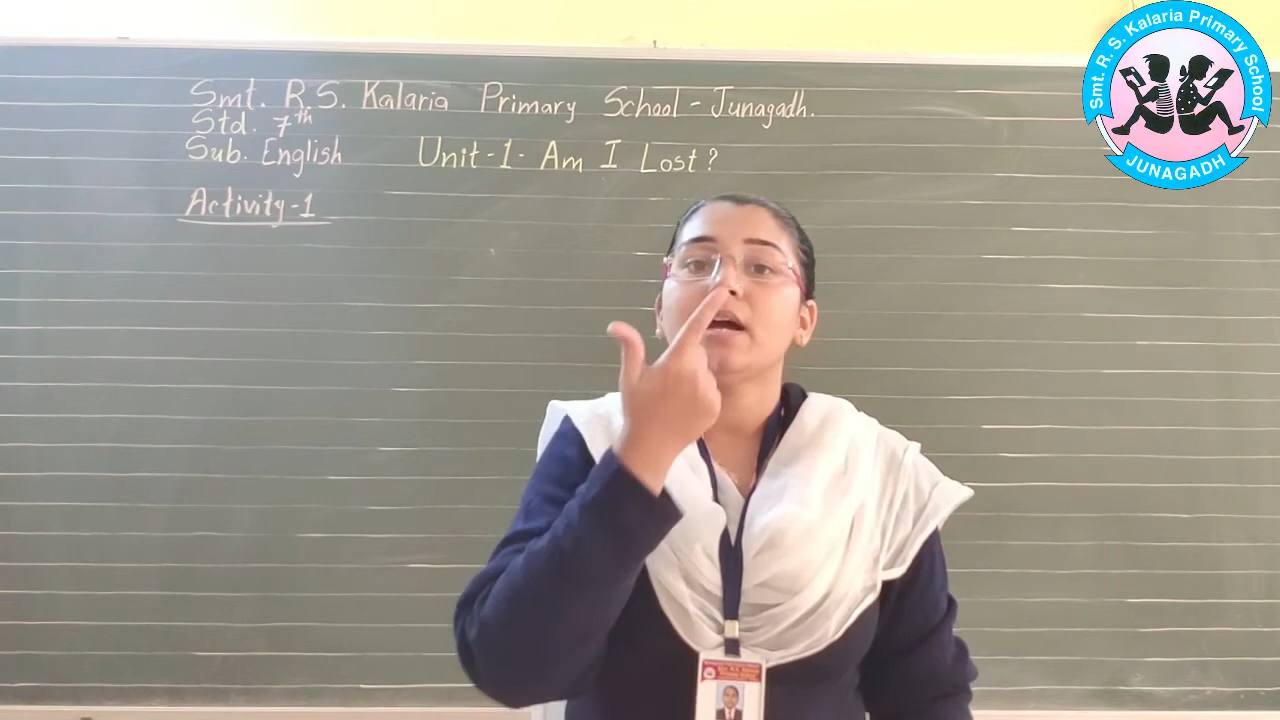 Smt. R.S. Kalaria Primary School - Junagadh.
Std. 7th
Sub. English Unit-1- Am I Lost?
Activity-1
Smt. R. S. Kalaria Primary School
JUNAGADH